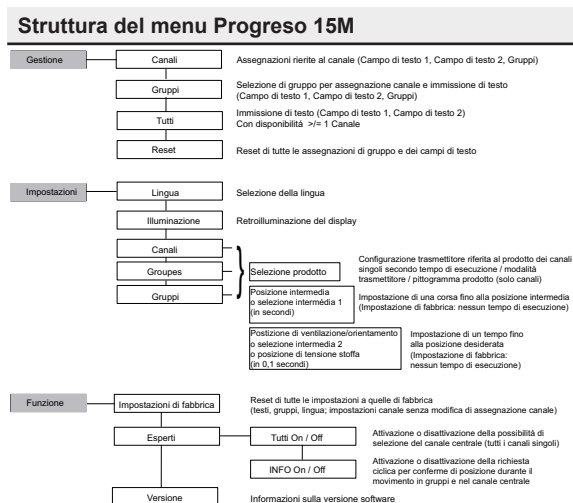 Struttura del menu Progreso 15M
Gestione
Canali
Assegnazioni rierite al canale (Campo di testo 1, Campo di testo 2, Gruppi)
Gruppi
Selezione di gruppo per assegnazione canale e immissione di testo
(Campo di testo 1, Campo di testo 2, Gruppi)
Tutti
Immissione di testo (Campo di testo 1, Campo di testo 2)
Con disponibilitá >/= 1 Canale
Reset
Reset di tutte le assegnazioni di gruppo e dei campi di testo
Impostazioni
Lingua
Selezione della lingua
Illuminazione
Retroilluminazione del display
Canali
Groupes
Gruppi
Selezione prodotto
Configurazione trasmettitore riferita al prodotto dei canali
singoli secondo tempo di esecuzione / modalità
trasmettitore / pittogramma prodotto (solo canali)
Posizione intermedia
o selezione intermédia 1
(in secondi)
Impostazione di una corsa fino alla posizione intermedia
(Impostazione di fabbrica: nessun tempo di esecuzione)
Postizione di ventilazione/orientamento
o selezione intermedia 2
o posizione di tensione stoffa
(in 0,1 secondi)
Impostazione di un tempo fino
alla posizione desiderata
(Impostazione di fabbrica:
nessun tempo di esecuzione)
Funzione
Impostazioni di fabbrica
Reset di tutte le impostazioni a quelle di fabbrica
(testi, gruppi, lingua; impostazioni canale senza modifica di assegnazione canale)
Esperti
Tutti On / Off
Attivazione o disattivazione della possibilità di
selezione del canale centrale (tutti i canali singoli)
INFO On / Off
Attivazione o disattivazione della richiesta
ciclica per conferme di posizione durante il
movimento in gruppi e nel canale centrale
Versione
Informazioni sulla versione software